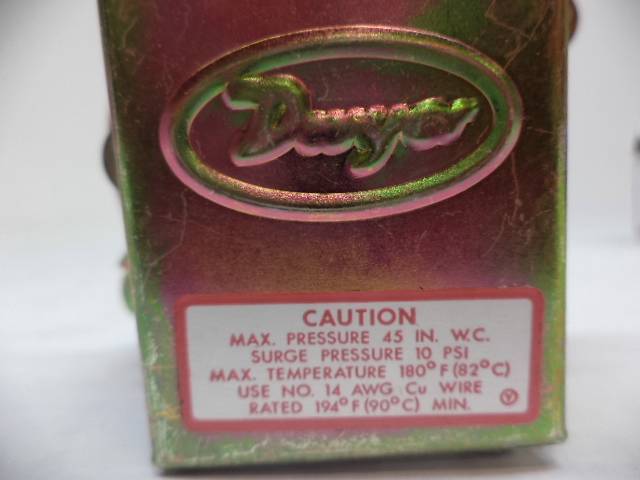 Dwyer
CAUTION
MAX. PRESSURE 45 IN. W.C.
SURGE PRESSURE 10 PSI
MAX. TEMPERATURE 180°F(82°C)
USE NO. 14 AWG Cu WIRE
RATED 194°F(90°C) MIN.